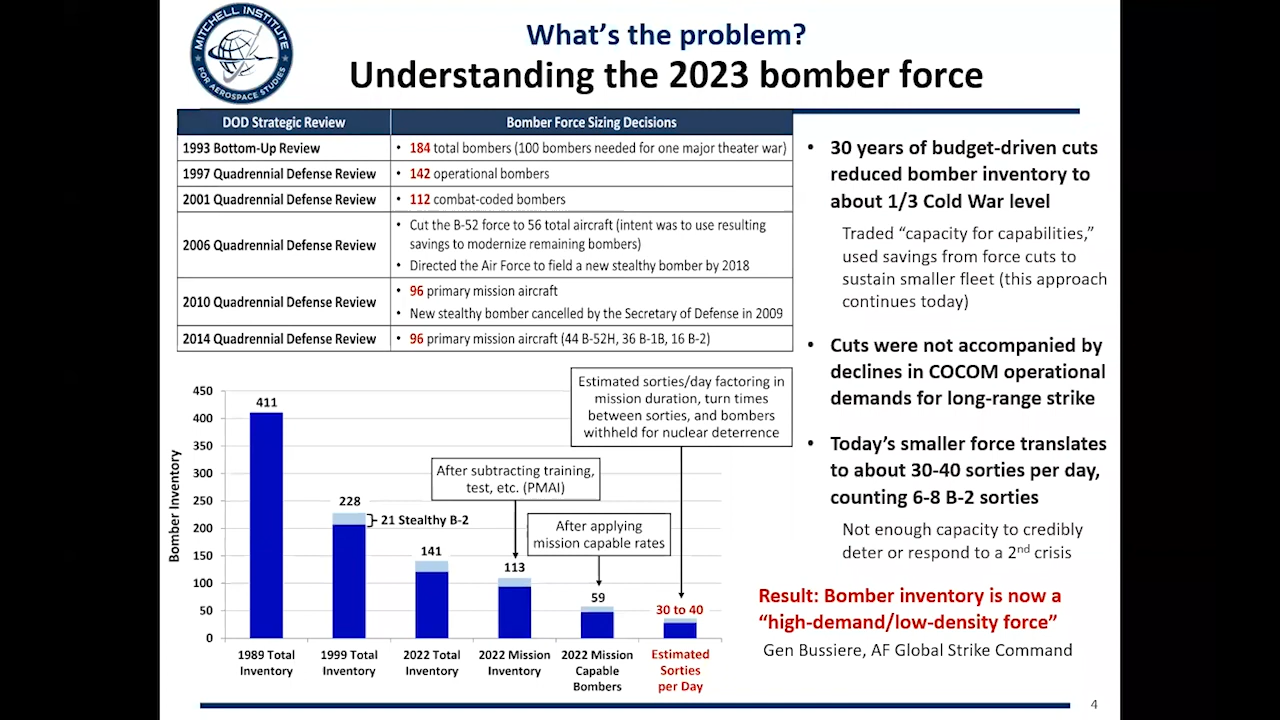 MITCHELL INSTITUTE
FOR AEROSPACE STUDIES
What's the problem?
Understanding the 2023 bomber force
DOD Strategic Review
Bomber Force Sizing Decisions
1993 Bottom-Up Review
• 184 total bombers (100 bombers needed for one major theater war)
1997 Quadrennial Defense Review
• 142 operational bombers
2001 Quadrennial Defense Review
• 112 combat-coded bombers
2006 Quadrennial Defense Review
• Cut the B-52 force to 56 total aircraft (intent was to use resulting
savings to modernize remaining bombers)
• Directed the Air Force to field a new stealthy bomber by 2018
2010 Quadrennial Defense Review
• 96 primary mission aircraft
• New stealthy bomber cancelled by the Secretary of Defense in 2009
2014 Quadrennial Defense Review
• 96 primary mission aircraft (44 B-52H, 36 B-1B, 16 B-2)
• 30 years of budget-driven cuts
reduced bomber inventory to
about 1/3 Cold War level
Traded “capacity for capabilities,”
used savings from force cuts to
sustain smaller fleet (this approach
continues today)
• Cuts were not accompanied by
declines in COCOM operational
demands for long-range strike
• Today's smaller force translates
to about 30-40 sorties per day,
counting 6-8 B-2 sorties
Not enough capacity to credibly
deter or respond to a 2nd crisis
Result: Bomber inventory is now a
“high-demand/low-density force”
Gen Bussiere, AF Global Strike Command
Bomber Inventory
450
400
350
300
250
200
150
100
50
0
411
228
21 Stealthy B-2
141
113
59
30 to 40
After subtracting training,
test, etc. (PMAI)
After applying
mission capable rates
Estimated sorties/day factoring in
mission duration, turn times
between sorties, and bombers
withheld for nuclear deterrence
1989 Total
Inventory
1999 Total
Inventory
2022 Total
Inventory
2022 Mission
Inventory
2022 Mission
Capable
Bombers
Estimated
Sorties
per Day
4